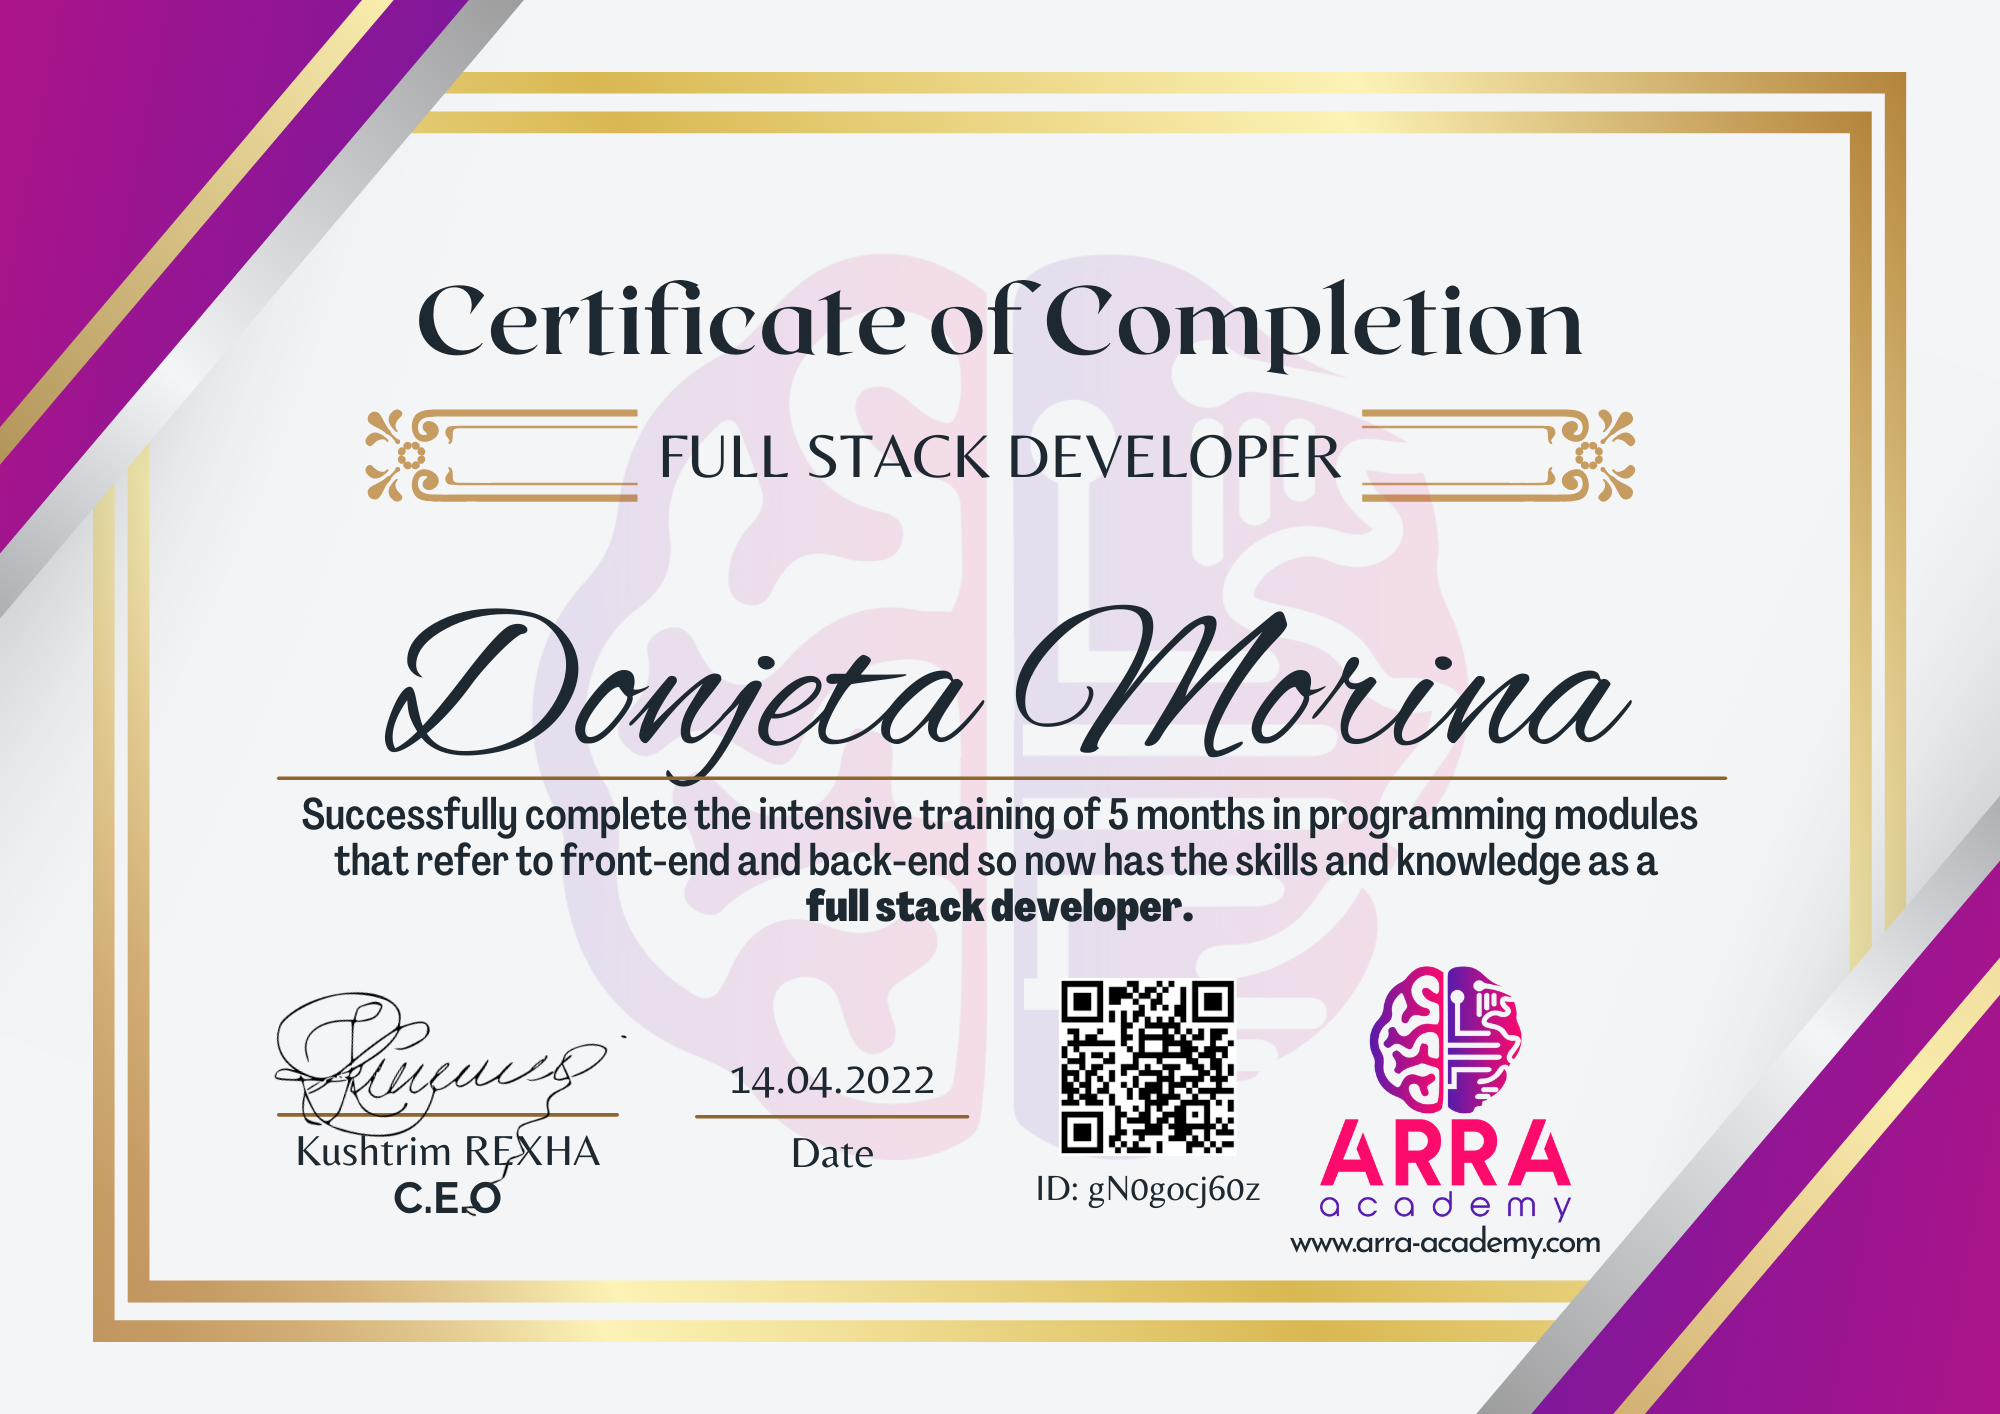 Certificate of Completion
FULL STACK DEVELOPER
Donjeta Morina
Successfully complete the intensive training of 5 months in programming modules
that refer to front-end and back-end so now has the skills and knowledge as a
full stack developer.
14.04.2022
Kushtrim REXHA
C.E.O
Date
ID: gN0gocj60z
ARRA
academy
www.arra-academy.com